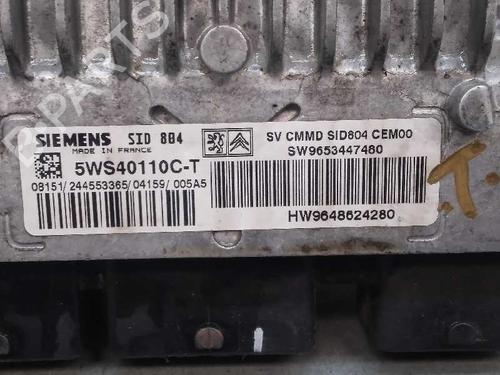 SIEMENS SID 804
MADE IN FRANCE
5WS40110C-T
08151/244553365/04159/005A5
SV CMMD SID804 CEM00
SW9653447480
HW9648624280
T.